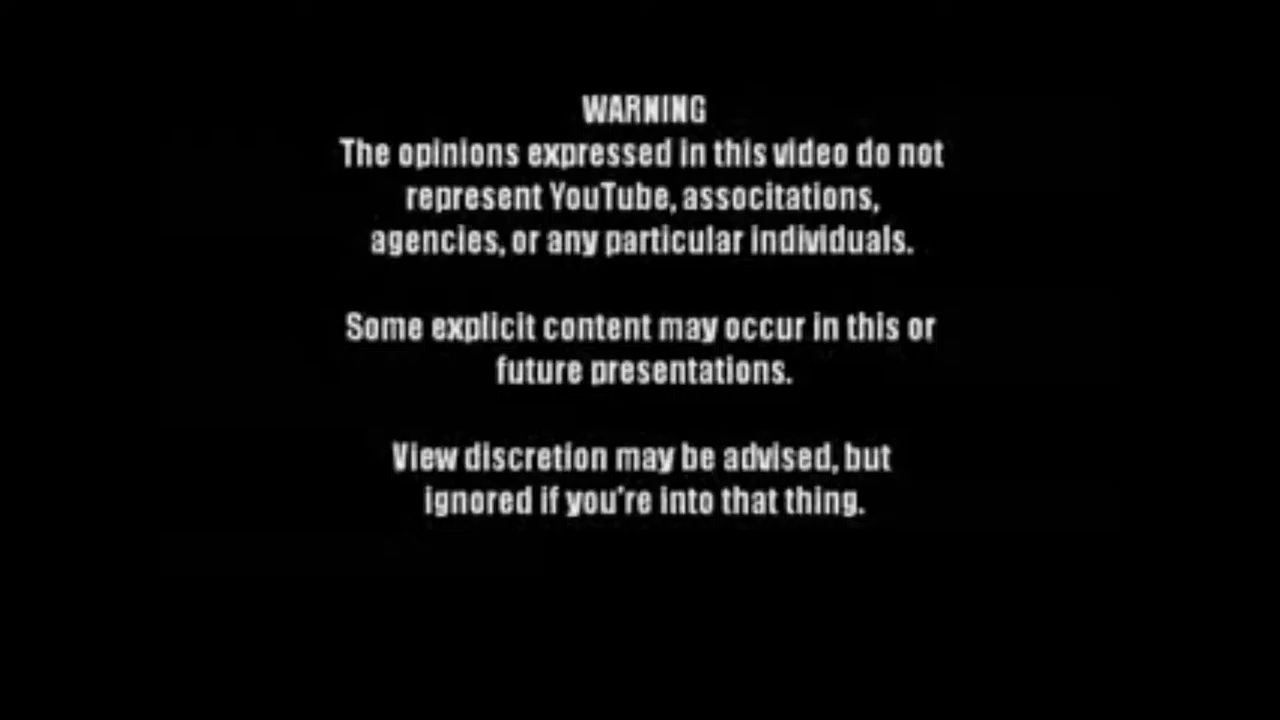 WARNING
The opinions expressed in this video do not
represent YouTube, associtations,
agencies, or any particular individuals.
Some explicit content may occur in this or
future presentations.
View discretion may be advised, but
ignored if you're into that thing.